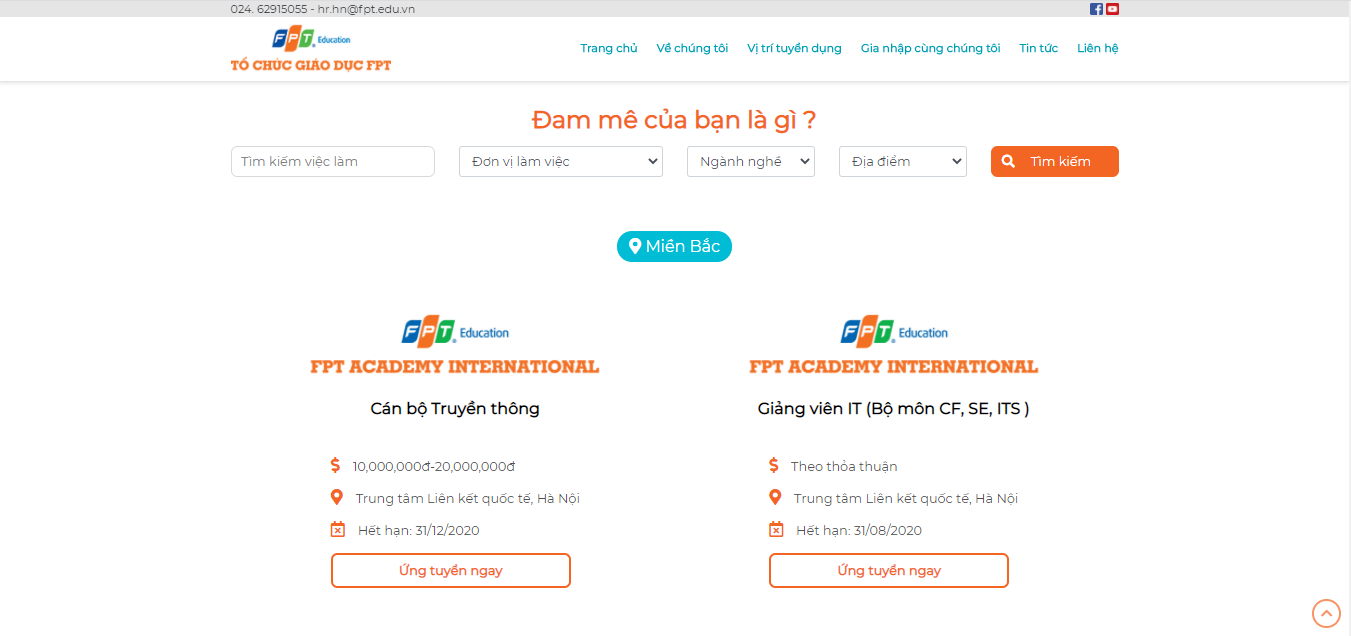 024. 62915055 - hr.hn@fpt.edu.vn
FPT Education
TỔ CHỨC GIÁO DỤC FPT
Trang chủ Về chúng tôi Vị trí tuyển dụng Gia nhập cùng chúng tôi Tin tức Liên hệ
Đam mê của bạn là gì ?
Tìm kiếm việc làm Đơn vị làm việc Ngành nghề Địa điểm Tìm kiếm
Miền Bắc
FPT Education
FPT ACADEMY INTERNATIONAL
Cán bộ Truyền thông
10,000,000đ-20,000,000đ
Trung tâm Liên kết quốc tế, Hà Nội
Hết hạn: 31/12/2020
Ứng tuyển ngay
FPT Education
FPT ACADEMY INTERNATIONAL
Giảng viên IT (Bộ môn CF, SE, ITS )
Theo thỏa thuận
Trung tâm Liên kết quốc tế, Hà Nội
Hết hạn: 31/08/2020
Ứng tuyển ngay